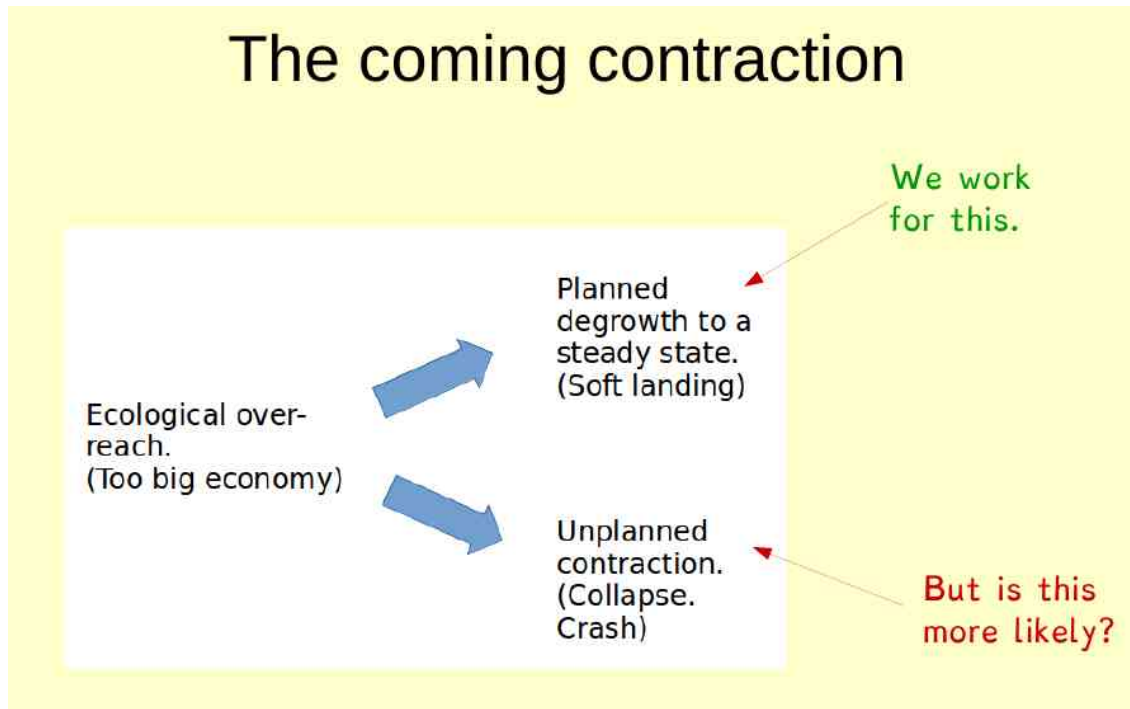 The coming contraction
We work
for this.
Planned
degrowth to a
steady state.
(Soft landing)
Ecological over-
reach.
(Too big economy)
Unplanned
contraction.
(Collapse.
Crash)
But is this
more likely?